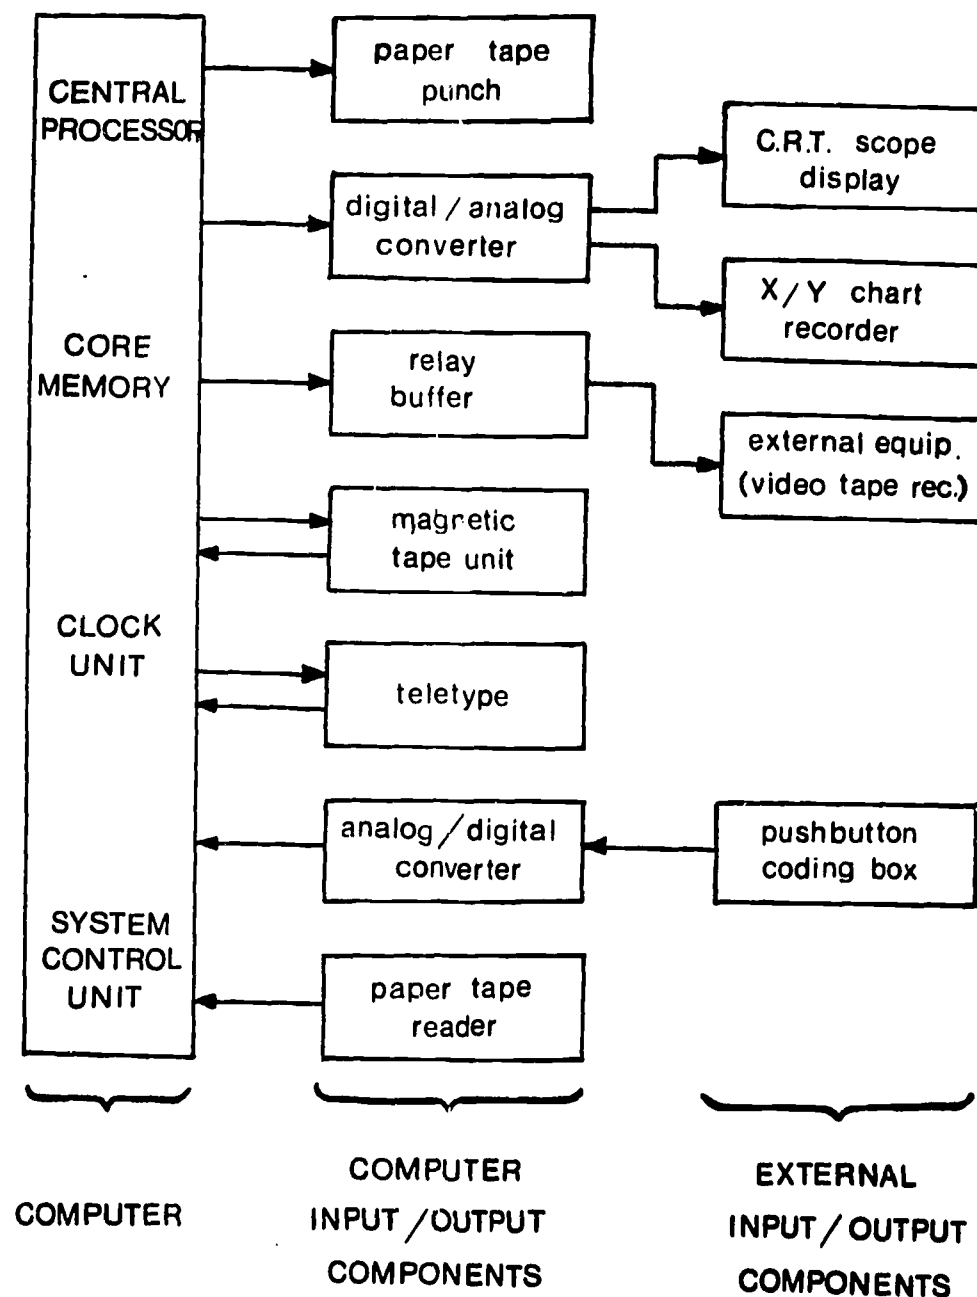 CENTRAL
PROCESSOR
CORE
MEMORY
CLOCK
UNIT
SYSTEM
CONTROL
UNIT
paper tape
punch
digital / analog
converter
relay
buffer
magnetic
tape unit
teletype
analog / digital
converter
paper tape
reader
C.R.T. scope
display
X / Y chart
recorder
external equip.
(video tape rec.)
pushbutton
coding box
COMPUTER
COMPUTER
INPUT / OUTPUT
COMPONENTS
EXTERNAL
INPUT / OUTPUT
COMPONENTS